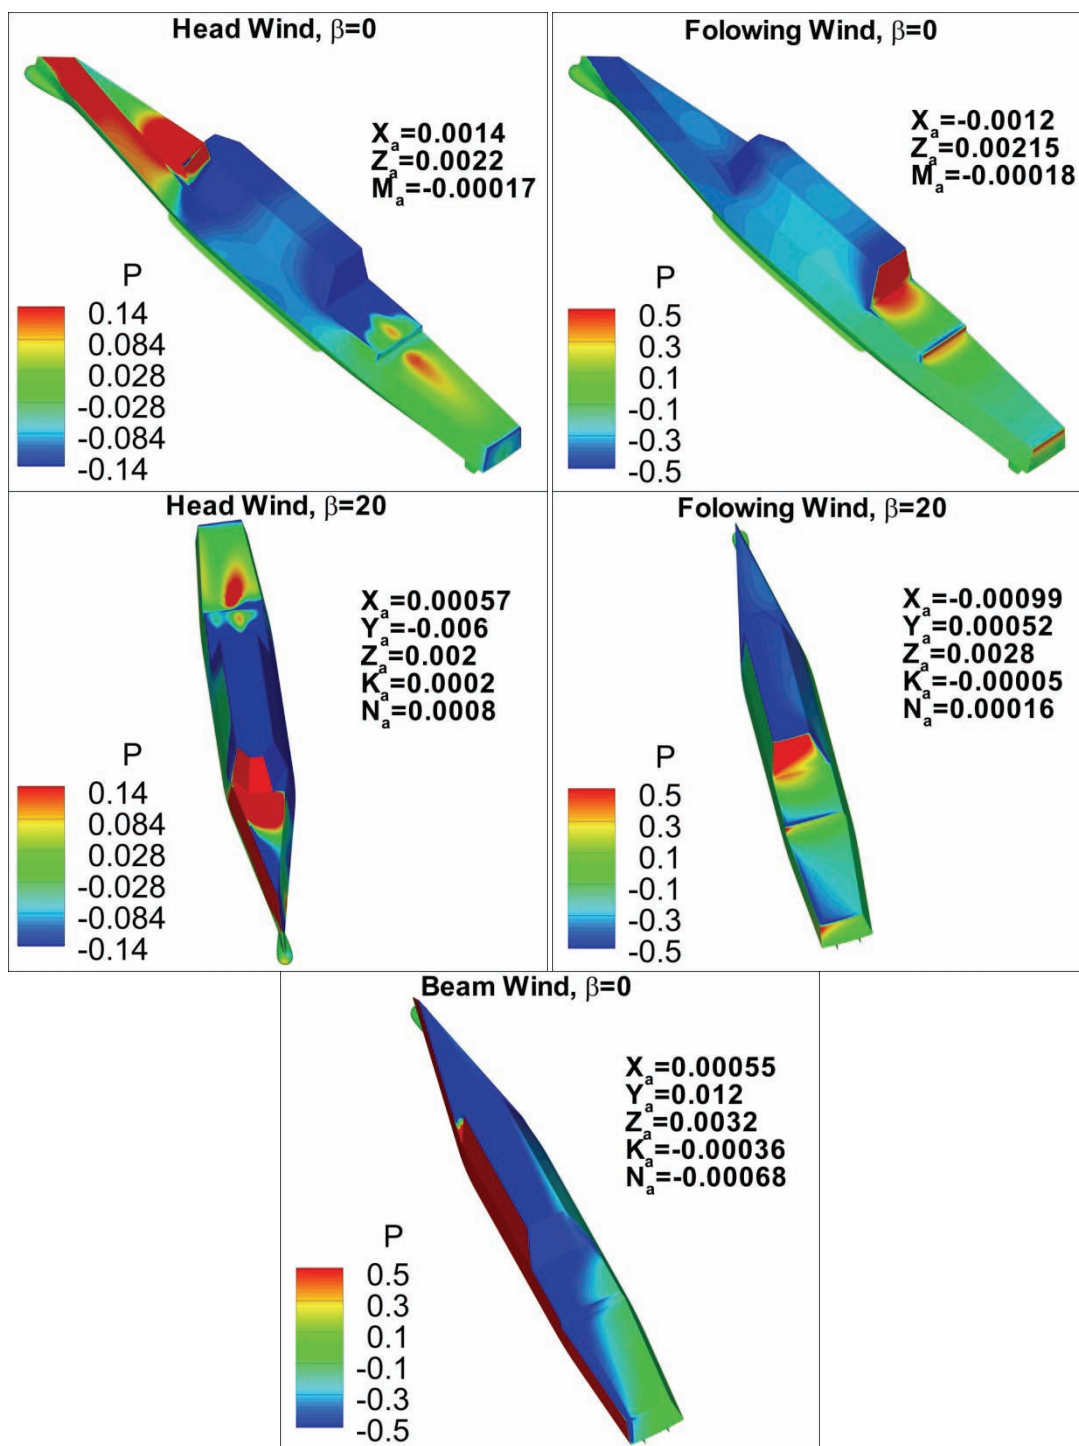 Head Wind, β=0
X_a=0.0014
Z_a=0.0022
M_a=-0.00017
P
0.14
0.084
0.028
-0.028
-0.084
-0.14
Folowing Wind, β=0
X_a=-0.0012
Z_a=0.00215
M_a=-0.00018
P
0.5
0.3
0.1
-0.1
-0.3
-0.5
Head Wind, β=20
X_a=0.00057
Y_a=-0.006
Z_a=0.002
K_a=0.0002
N_a=0.0008
P
0.14
0.084
0.028
-0.028
-0.084
-0.14
Folowing Wind, β=20
X_a=-0.00099
Y_a=0.00052
Z_a=0.0028
K_a=-0.00005
N_a=0.00016
P
0.5
0.3
0.1
-0.1
-0.3
-0.5
Beam Wind, β=0
X_a=0.00055
Y_a=0.012
Z_a=0.0032
K_a=-0.00036
N_a=-0.00068
P
0.5
0.3
0.1
-0.1
-0.3
-0.5